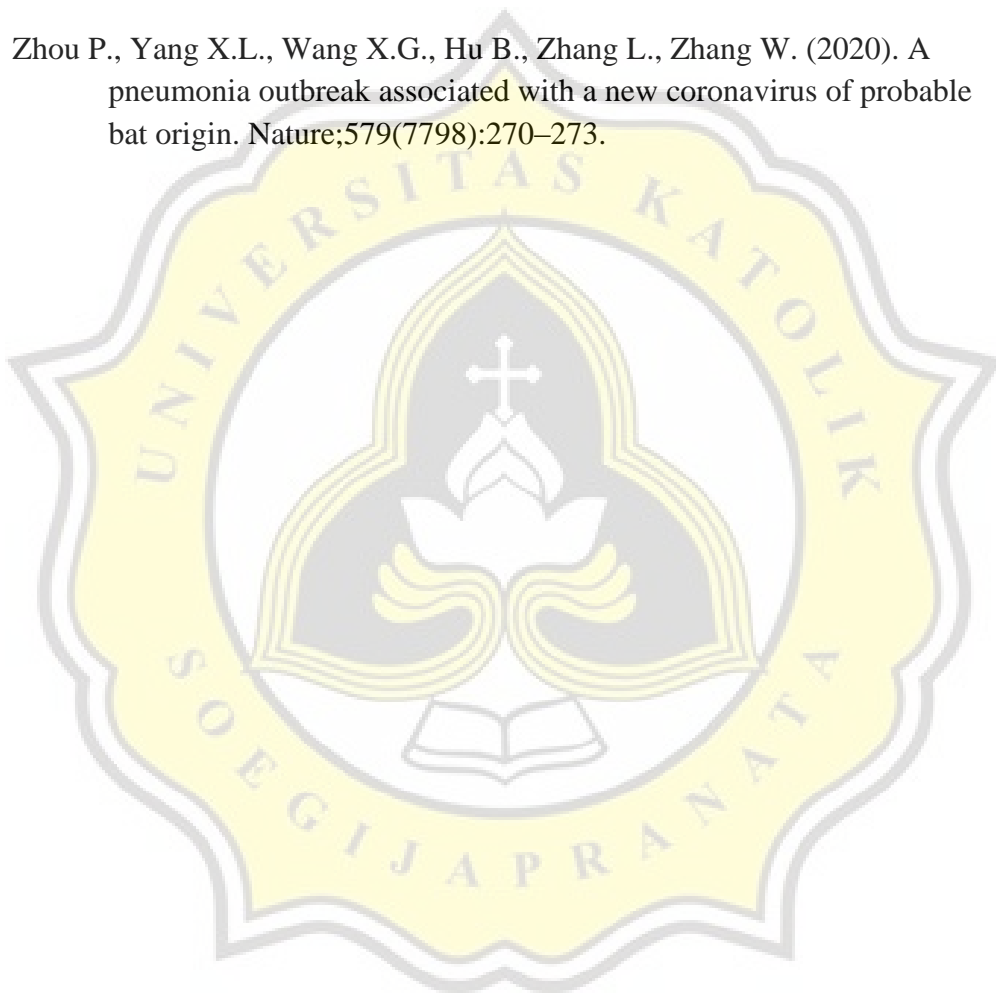 Zhou P., Yang X.L., Wang X.G., Hu B., Zhang L., Zhang W. (2020). A
pneumonia outbreak associated with a new coronavirus of probable
bat origin. Nature;579(7798):270–273.
UNIVERSITAS KATOLIK
SOEGIJAPRANATA